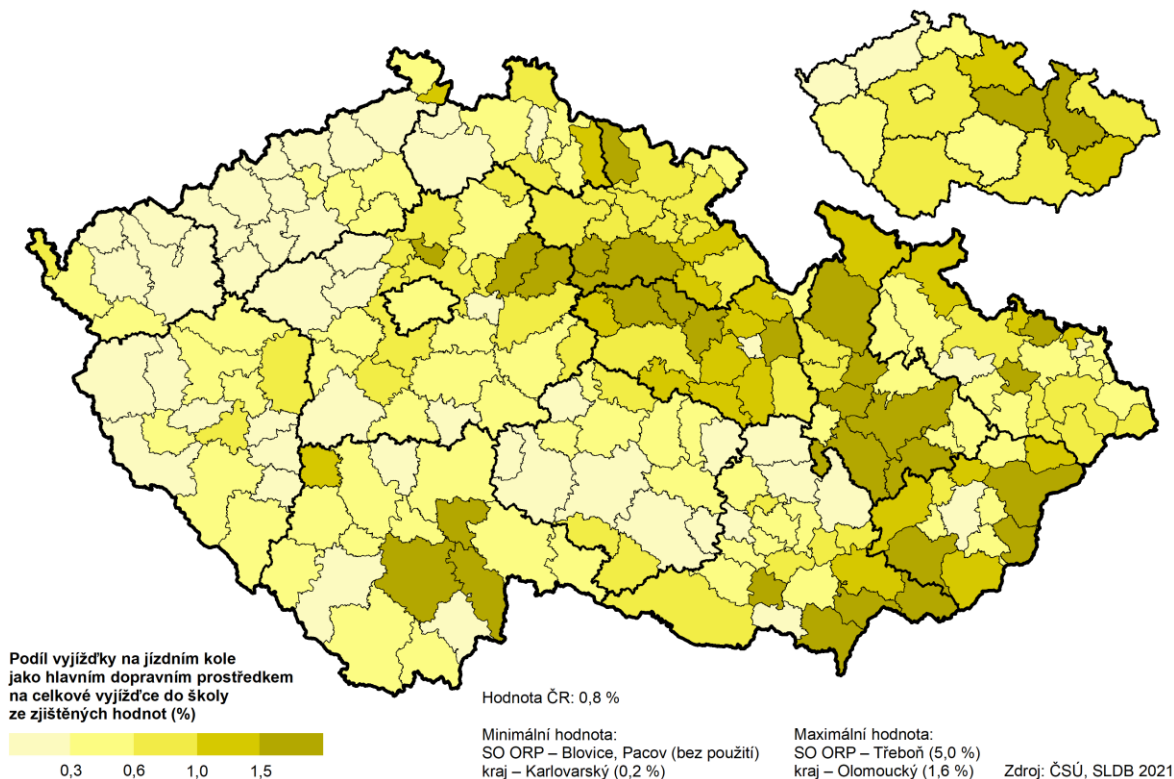 Podíl vyjížďky na jízdním kole
jako hlavním dopravním prostředkem
na celkové vyjížďce do školy
ze zjištěných hodnot (%)
0,3 0,6 1,0 1,5
Hodnota ČR: 0,8 %
Minimální hodnota:
SO ORP – Blovice, Pacov (bez použití)
kraj – Karlovarský (0,2 %)
Maximální hodnota:
SO ORP – Třeboň (5,0 %)
kraj – Olomoucký (1,6 %)
Zdroj: ČSÚ, SLDB 2021